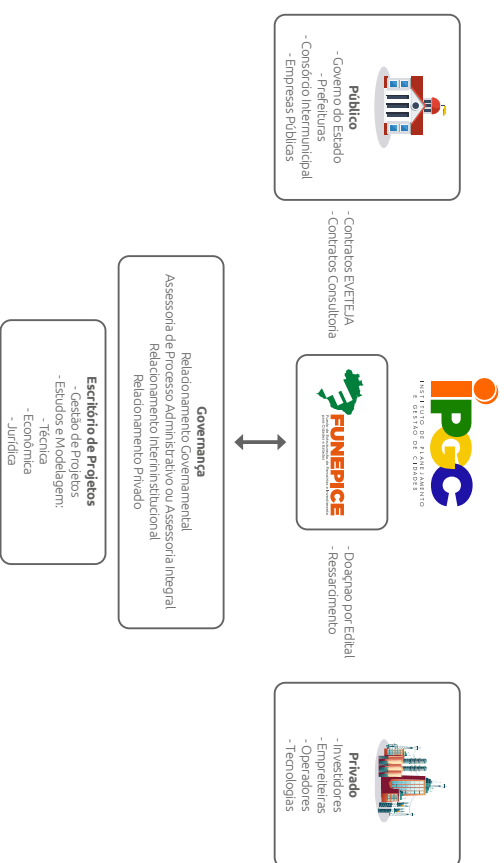 iPGC
INSTITUTO DE PLANEJAMENTO
E GESTÃO DE CIDADES
Público
- Governo do Estado
- Prefeituras
- Consórcio Intermunicipal
- Empresas Públicas
- Contratos EVETEJA
- Contratos Consultoria
FUNEPICE
- Doaçnao por Edital
- Ressarcimento
Privado
- Investidores
- Empreiteiras
- Operadores
- Tecnologias
Governança
Relacionamento Governamental
Assessoria de Processo Administrativo ou Assessoria Integral
Relacionamento Interininstitucional
Relacionamento Privado
Escritório de Projetos
- Gestão de Projetos
- Estudos e Modelagem:
- Técnica
- Econômica
- Jurídica